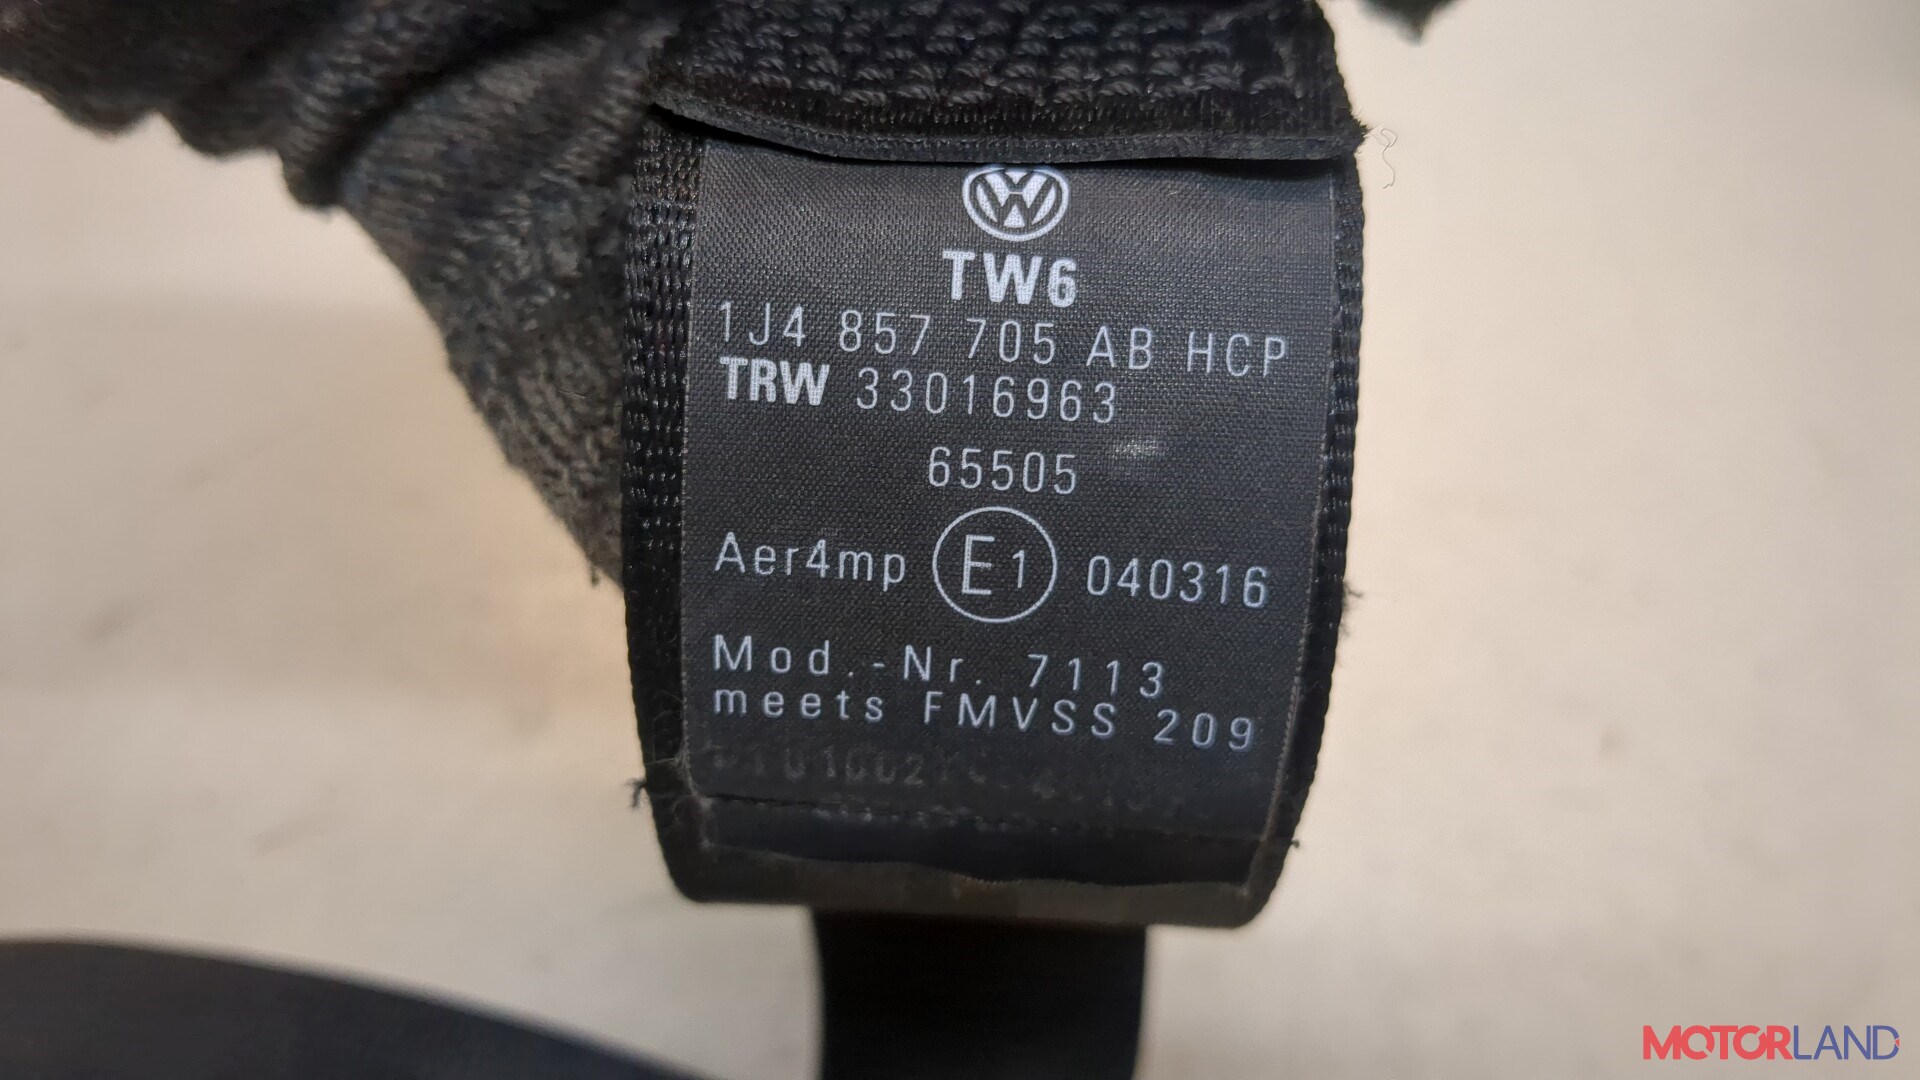 TW6
1J4 857 705 AB HCP
TRW 33016963
65505
Aer4mp E1 040316
Mod.-Nr. 7113
meets FMVSS 209
MOTORLAND